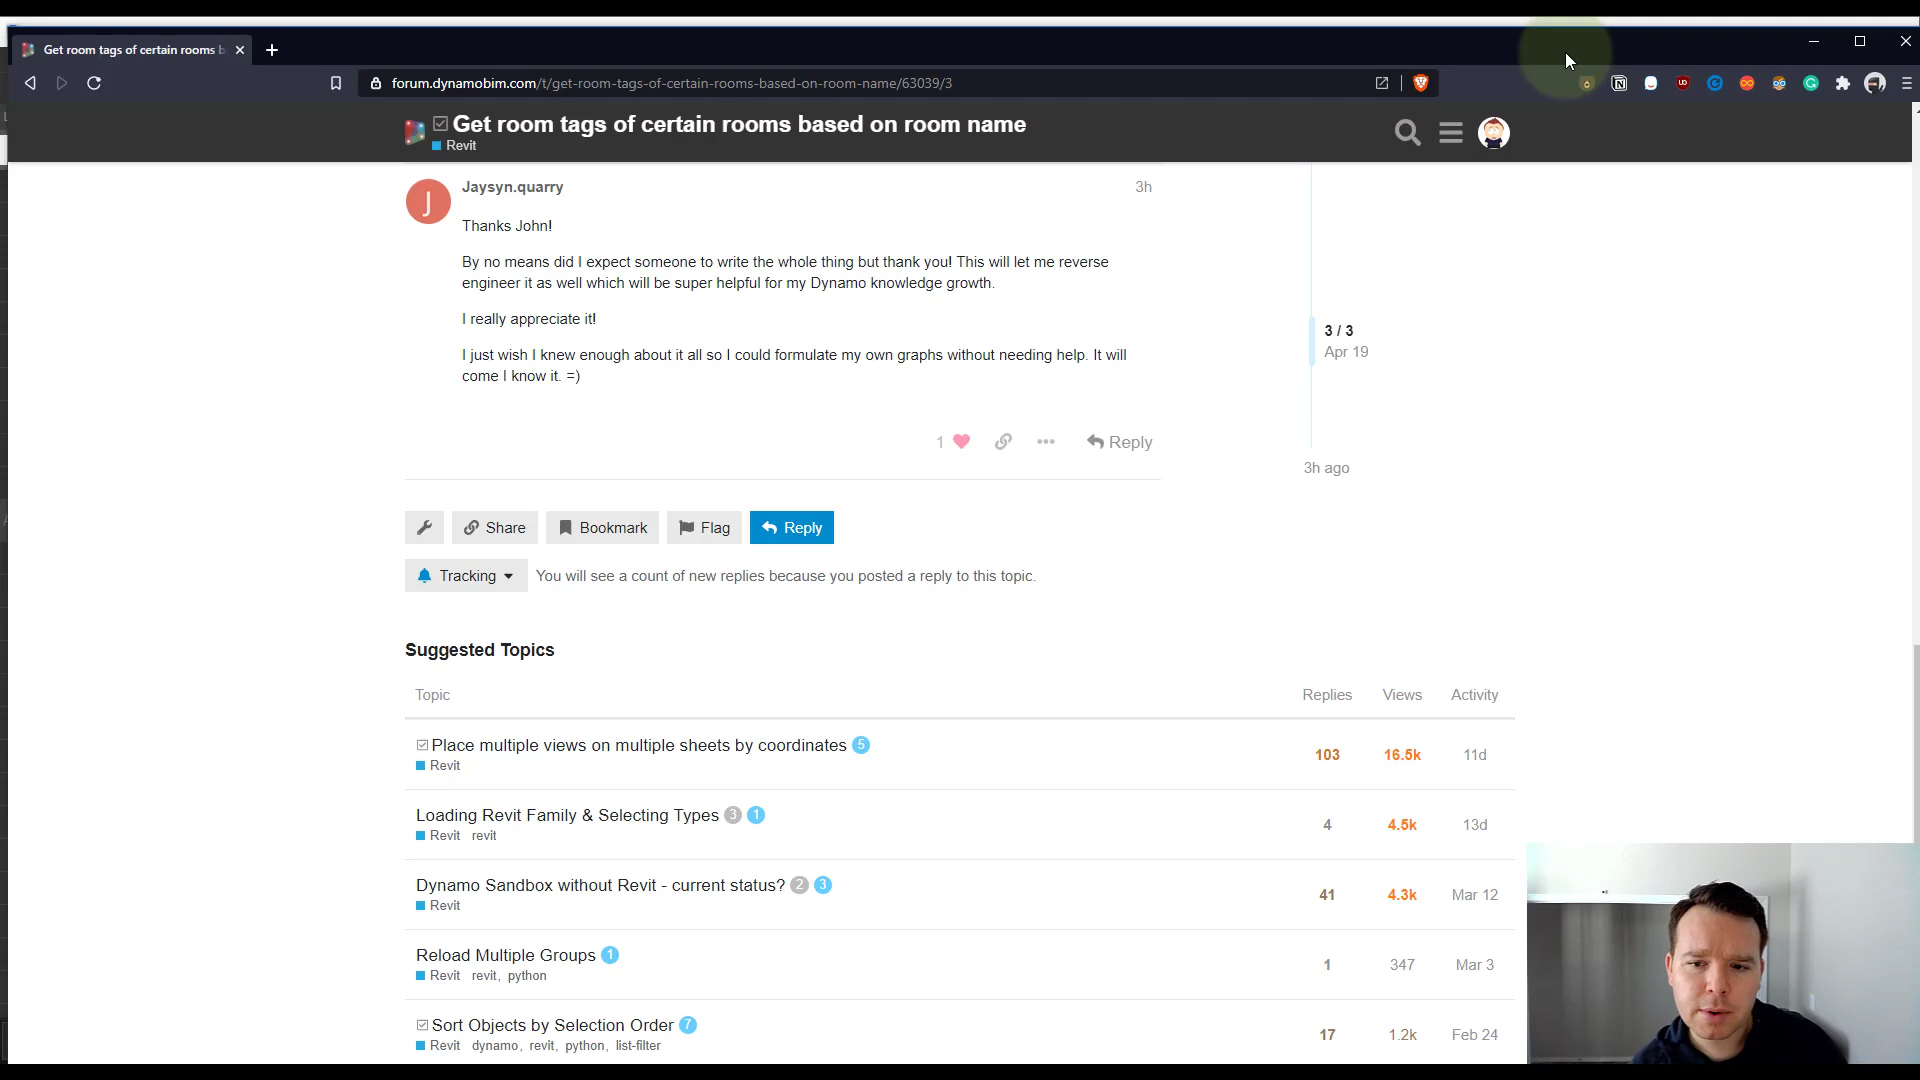 Get room tags of certain rooms b
forum.dynamobim.com/t/get-room-tags-of-certain-rooms-based-on-room-name/63039/3
Get room tags of certain rooms based on room name
Revit
Jaysyn.quarry
3h
J
Thanks John!
By no means did I expect someone to write the whole thing but thank you! This will let me reverse
engineer it as well which will be super helpful for my Dynamo knowledge growth.
I really appreciate it!
I just wish I knew enough about it all so I could formulate my own graphs without needing help. It will
come I know it. =)
3 / 3
Apr 19
1
Reply
3h ago
Share
Bookmark
Flag
Reply
Tracking
You will see a count of new replies because you posted a reply to this topic.
Suggested Topics
Topic Replies Views Activity
Place multiple views on multiple sheets by coordinates 5
Revit
103 16.5k 11d
Loading Revit Family & Selecting Types 3 1
Revit revit
4 4.5k 13d
Dynamo Sandbox without Revit - current status? 2 3
Revit
41 4.3k Mar 12
Reload Multiple Groups 1
Revit revit, python
1 347 Mar 3
Sort Objects by Selection Order 7
Revit dynamo, revit, python, list-filter
17 1.2k Feb 24